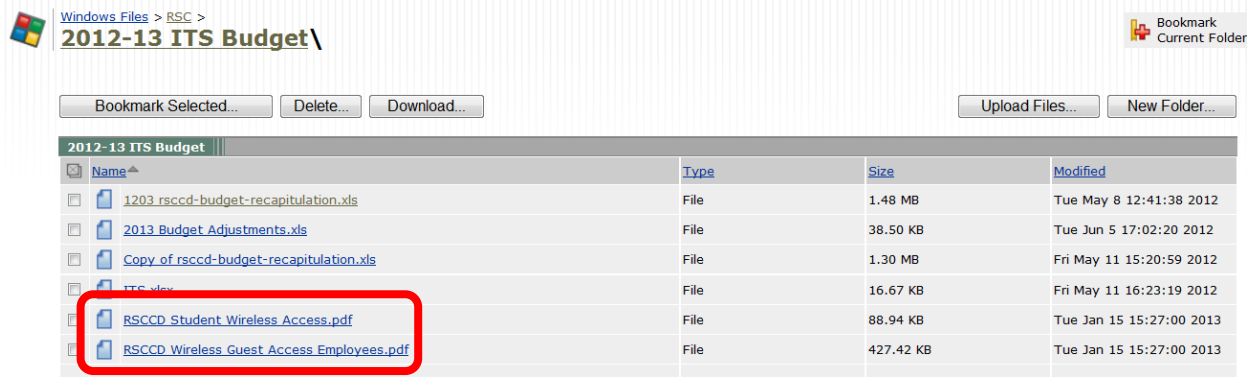 Windows Files > RSC >
2012-13 ITS Budget\
Bookmark
Current Folder
Bookmark Selected... Delete... Download... Upload Files... New Folder...
2012-13 ITS Budget
Name Type Size Modified
1203 rsccd-budget-recapitulation.xls File 1.48 MB Tue May 8 12:41:38 2012
2013 Budget Adjustments.xls File 38.50 KB Tue Jun 5 17:02:20 2012
Copy of rsccd-budget-recapitulation.xls File 1.30 MB Fri May 11 15:20:59 2012
ITS.xlsx File 16.67 KB Fri May 11 16:23:19 2012
RSCCD Student Wireless Access.pdf File 88.94 KB Tue Jan 15 15:27:00 2013
RSCCD Wireless Guest Access Employees.pdf File 427.42 KB Tue Jan 15 15:27:00 2013